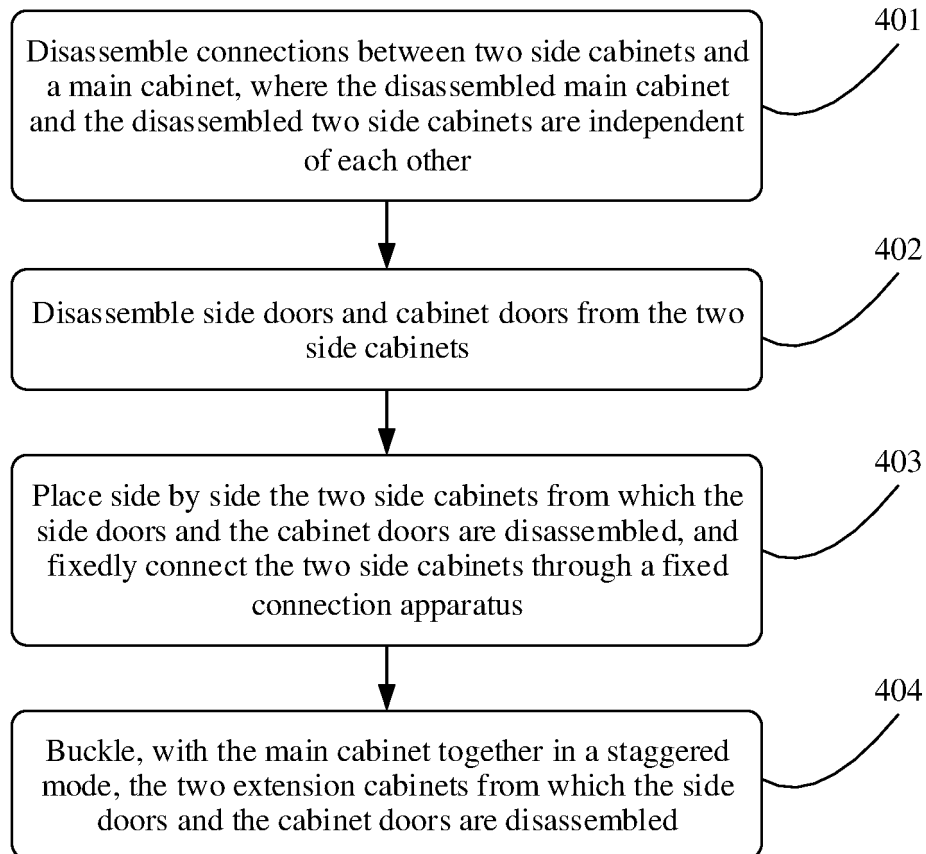 401
Disassemble connections between two side cabinets and
a main cabinet, where the disassembled main cabinet
and the disassembled two side cabinets are independent
of each other
402
Disassemble side doors and cabinet doors from the two
side cabinets
403
Place side by side the two side cabinets from which the
side doors and the cabinet doors are disassembled, and
fixedly connect the two side cabinets through a fixed
connection apparatus
404
Buckle, with the main cabinet together in a staggered
mode, the two extension cabinets from which the side
doors and the cabinet doors are disassembled